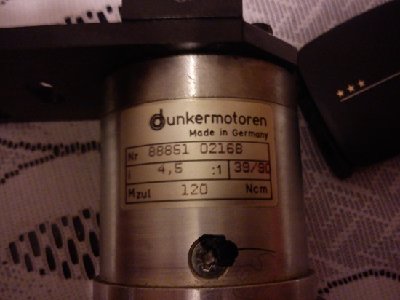 dunkermotoren
Made in Germany
Nr 88851 02168
i 4,5 :1 39/90
Mzul 120 Ncm